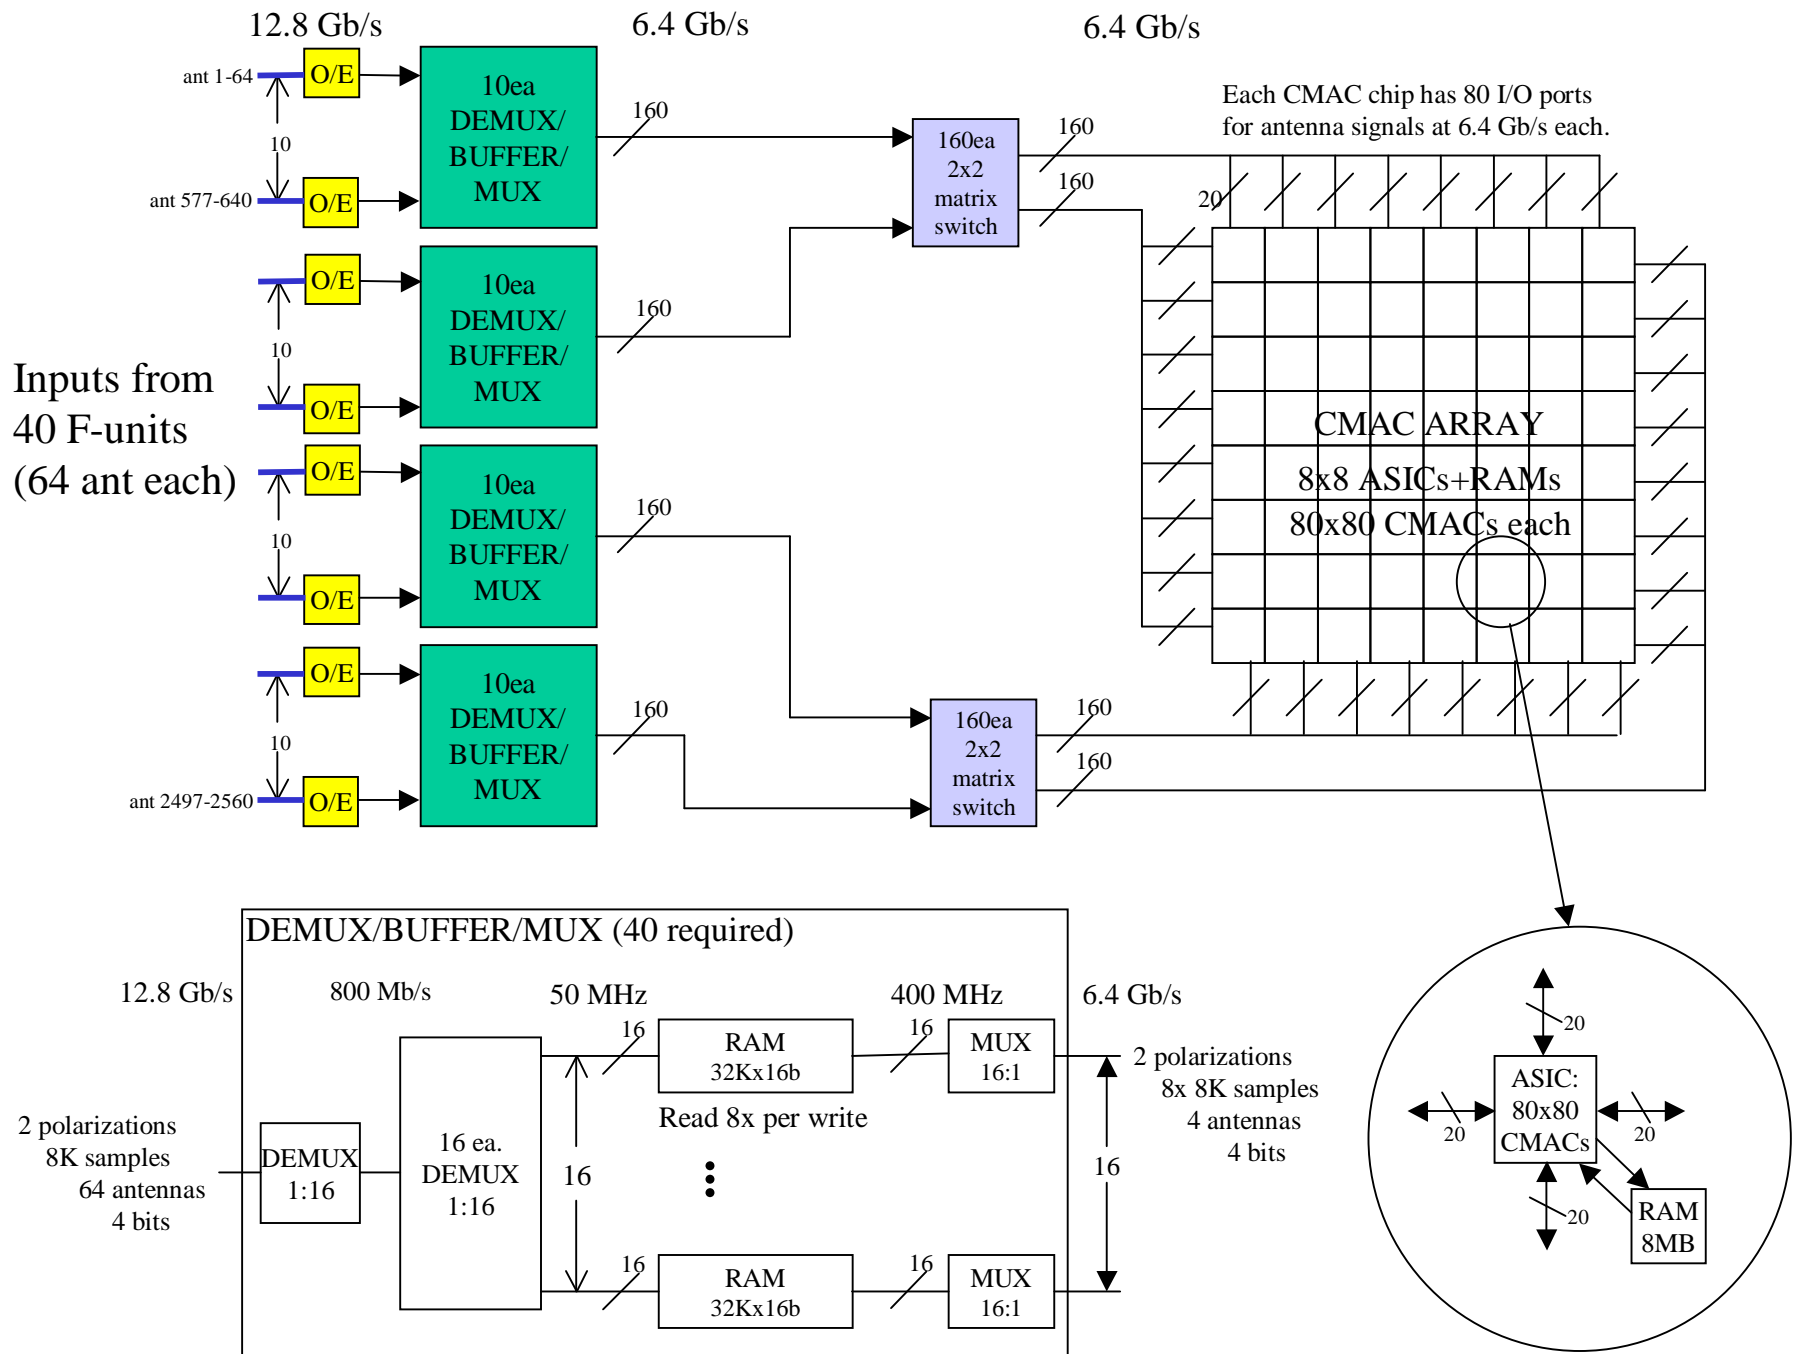 12.8 Gb/s
6.4 Gb/s
6.4 Gb/s
ant 1-64
O/E
10
ant 577-640
O/E
10ea
DEMUX/
BUFFER/
MUX
160
O/E
10
O/E
10ea
DEMUX/
BUFFER/
MUX
160
Inputs from
40 F-units
(64 ant each)
O/E
10
O/E
10ea
DEMUX/
BUFFER/
MUX
160
O/E
10
ant 2497-2560
O/E
10ea
DEMUX/
BUFFER/
MUX
160
160ea
2x2
matrix
switch
160
160
160ea
2x2
matrix
switch
160
160
Each CMAC chip has 80 I/O ports
for antenna signals at 6.4 Gb/s each.
20
CMAC ARRAY
8x8 ASICs+RAMs
80x80 CMACs each
DEMUX/BUFFER/MUX (40 required)
12.8 Gb/s
800 Mb/s
50 MHz
400 MHz
6.4 Gb/s
2 polarizations
8K samples
64 antennas
4 bits
DEMUX
1:16
16 ea.
DEMUX
1:16
16
16
RAM
32Kx16b
16
MUX
16:1
Read 8x per write
16
RAM
32Kx16b
16
MUX
16:1
16
2 polarizations
8x 8K samples
4 antennas
4 bits
20
ASIC:
80x80
CMACs
20
20
20
RAM
8MB